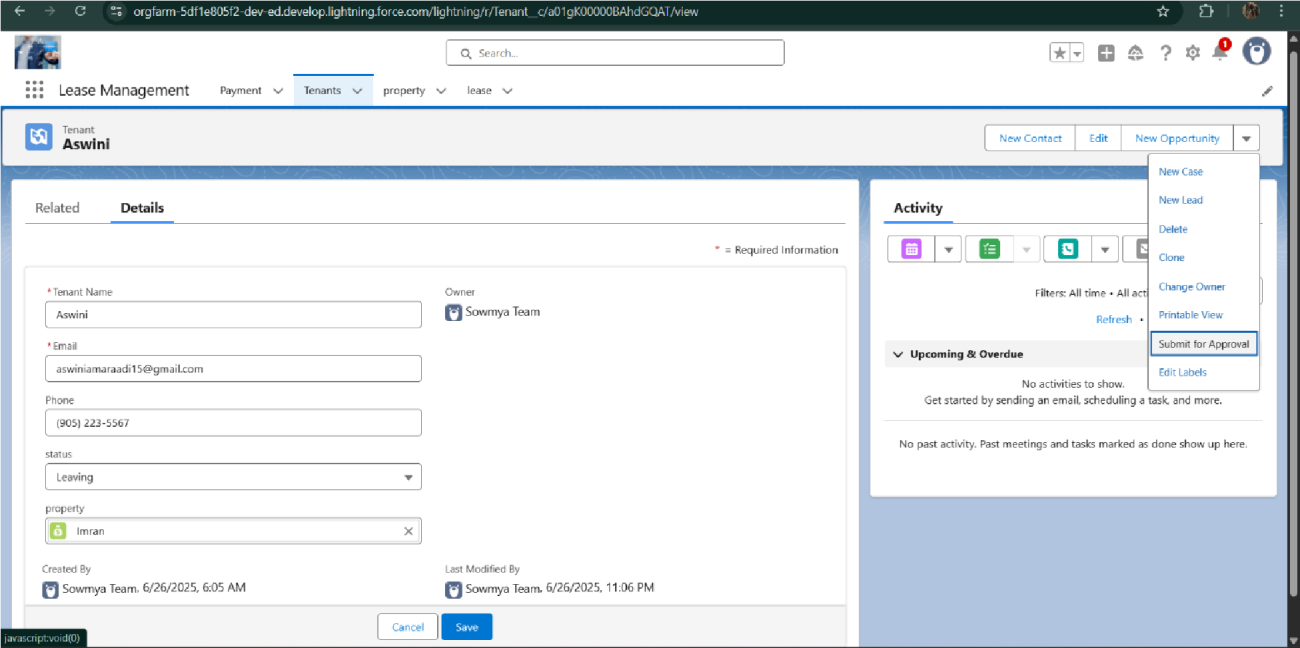 orgfarm-5df1e805f2-dev-ed.develop.lightning.force.com/lightning/r/Tenant__c/a01gK00000BAhdGQAT/view
Search...
1
Lease Management Payment Tenants property lease
Tenant
Aswini
New Contact Edit New Opportunity
New Case
New Lead
Delete
Clone
Change Owner
Printable View
Submit for Approval
Edit Labels
Related Details
* = Required Information
*Tenant Name
Aswini
Owner
Sowmya Team
*Email
aswiniamaraadi15@gmail.com
Phone
(905) 223-5567
status
Leaving
property
Imran
Created By
Sowmya Team, 6/26/2025, 6:05 AM
Last Modified By
Sowmya Team, 6/26/2025, 11:06 PM
Cancel Save
Activity
Filters: All time • All acti
Refresh •
Upcoming & Overdue
No activities to show.
Get started by sending an email, scheduling a task, and more.
No past activity. Past meetings and tasks marked as done show up here.
javascript:void(0)